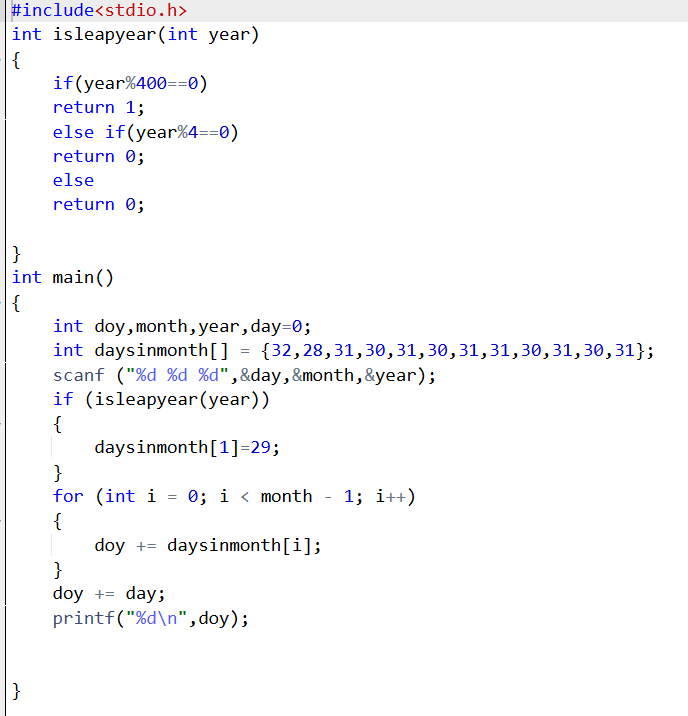 #include<stdio.h>
int isleapyear(int year)
{
    if(year%400==0)
    return 1;
    else if(year%4==0)
    return 0;
    else
    return 0;

}
int main()
{
    int doy,month,year,day=0;
    int daysinmonth[] = {32,28,31,30,31,30,31,31,30,31,30,31};
    scanf ("%d %d %d",&day,&month,&year);
    if (isleapyear(year))
    {
        daysinmonth[1]=29;
    }
    for (int i = 0; i < month - 1; i++)
    {
        doy += daysinmonth[i];
    }
    doy += day;
    printf("%d\n",doy);


}